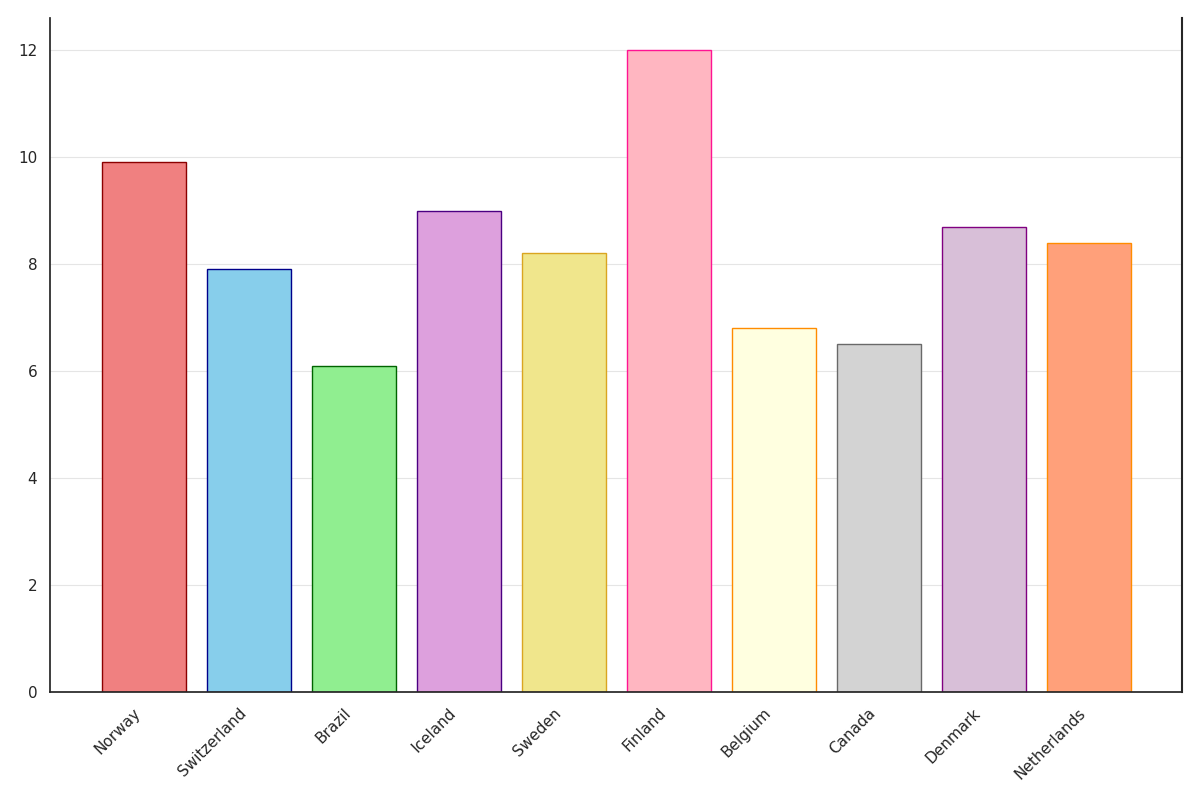 12
10
8
6
4
2
0
Norway
Switzerland
Brazil
Iceland
Sweden
Finland
Belgium
Canada
Denmark
Netherlands